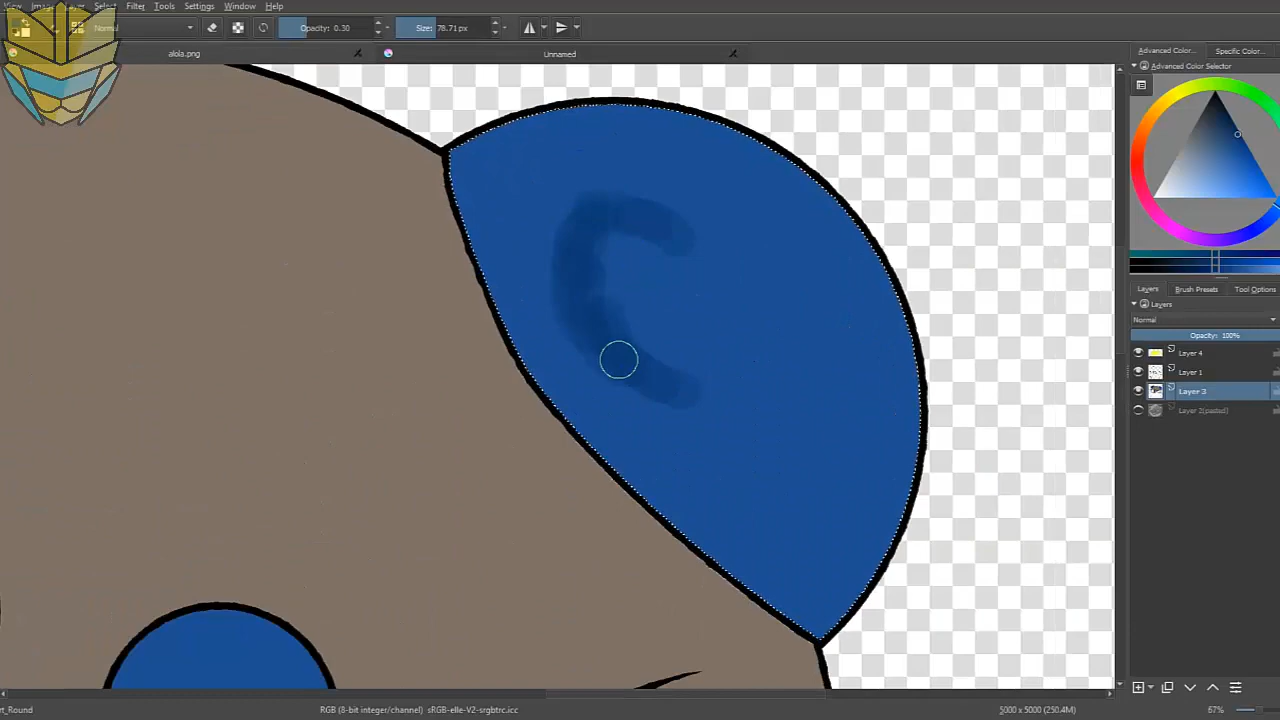 View Image Layer Select Filter Tools Settings Window Help
Normal Opacity: 0.30 Size: 78.71 px
alola.png Unnamed
Advanced Color... Specific Color...
Advanced Color Selector
Layers Brush Presets Tool Options
Layers
Normal
Opacity: 100%
Layer 4
Layer 1
Layer 3
Layer 2(pasted)
rt_Round RGB (8-bit integer/channel) sRGB-elle-V2-srgbtrc.icc 5000 x 5000 (250.4M) 67%